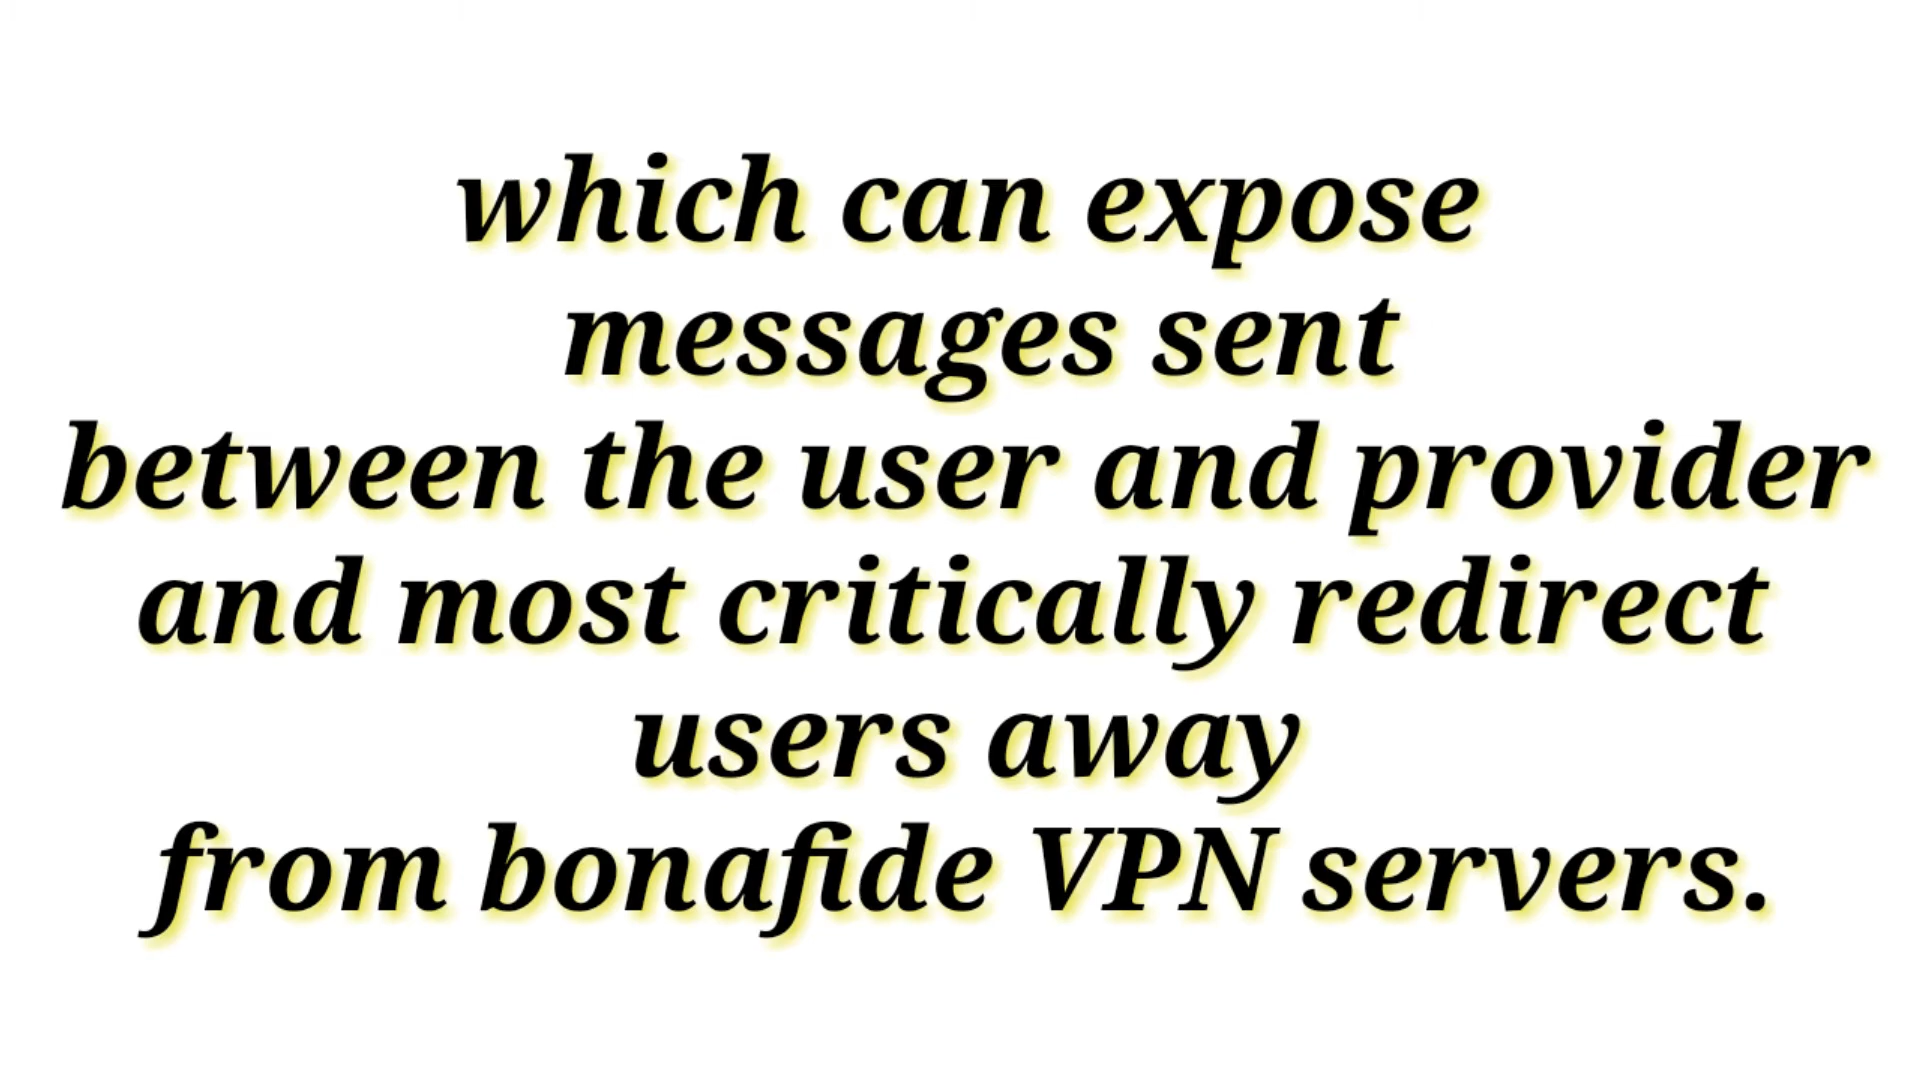 which can expose
messages sent
between the user and provider
and most critically redirect
users away
from bonafide VPN servers.